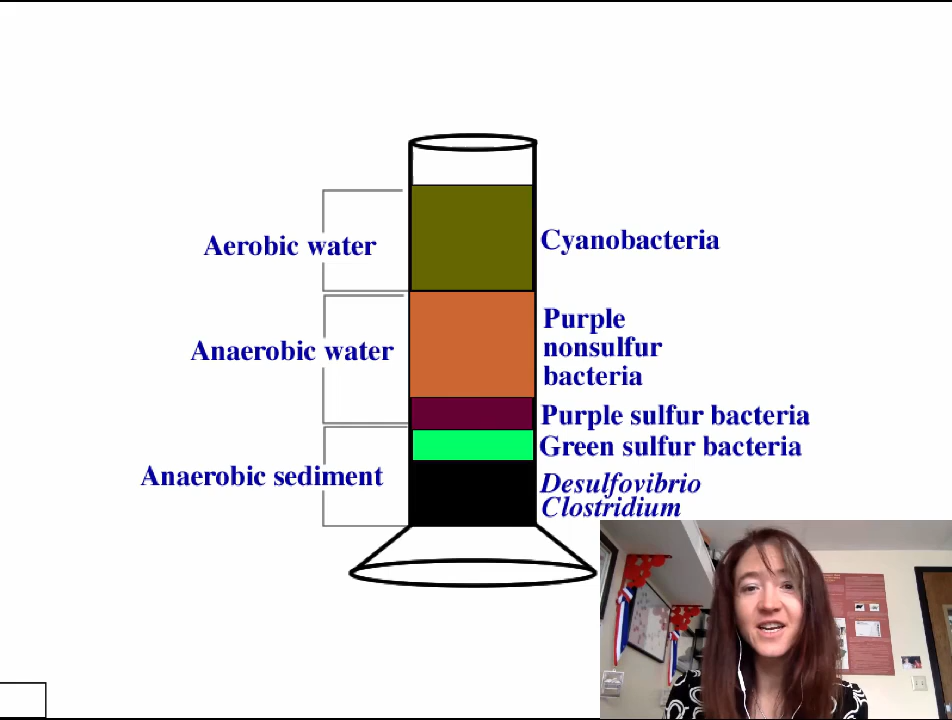 Aerobic water
Cyanobacteria
Anaerobic water
Purple
nonsulfur
bacteria
Purple sulfur bacteria
Green sulfur bacteria
Anaerobic sediment
Desulfovibrio
Clostridium